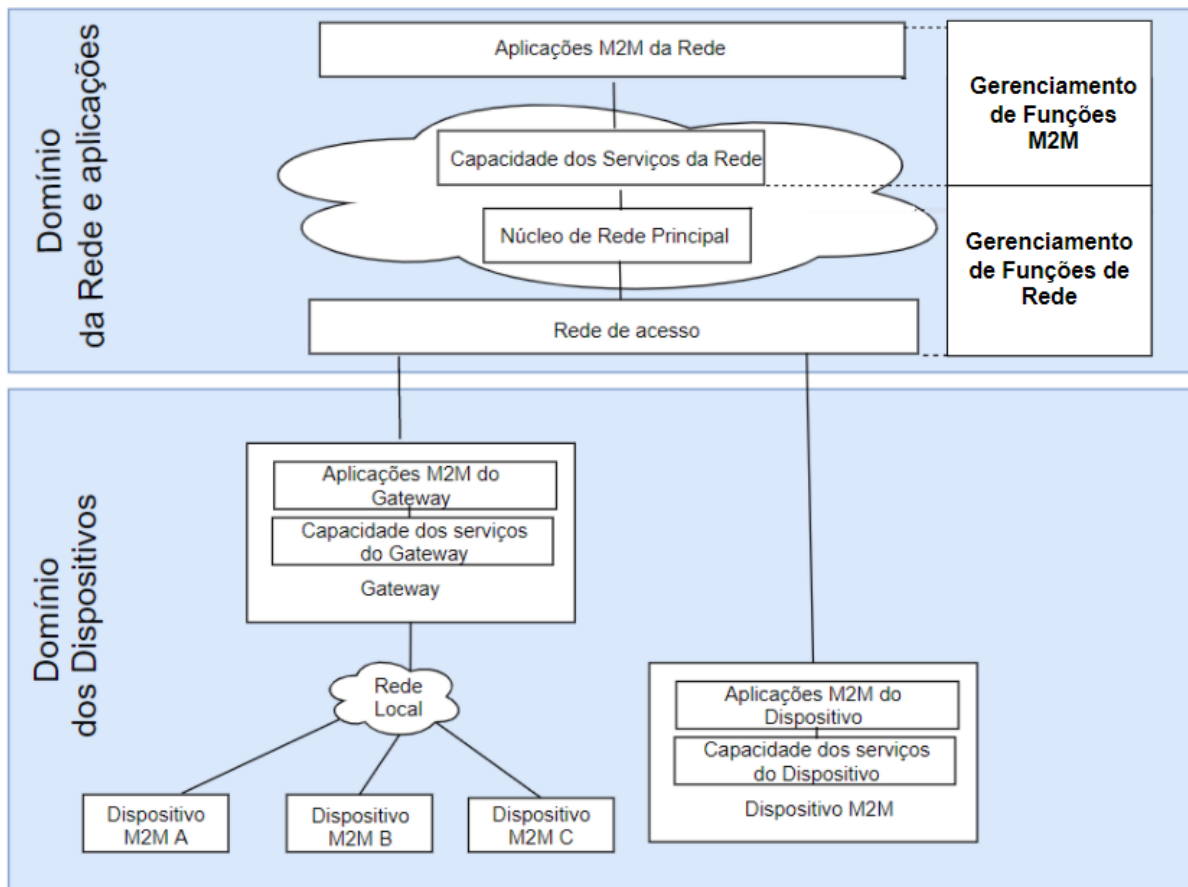 Domínio
da Rede e aplicações
Aplicações M2M da Rede
Capacidade dos Serviços da Rede
Núcleo de Rede Principal
Rede de acesso
Gerenciamento
de Funções
M2M
Gerenciamento
de Funções de
Rede
Domínio
dos Dispositivos
Aplicações M2M do
Gateway
Capacidade dos serviços
do Gateway
Gateway
Rede
Local
Dispositivo
M2M A
Dispositivo
M2M B
Dispositivo
M2M C
Aplicações M2M do
Dispositivo
Capacidade dos serviços
do Dispositivo
Dispositivo M2M